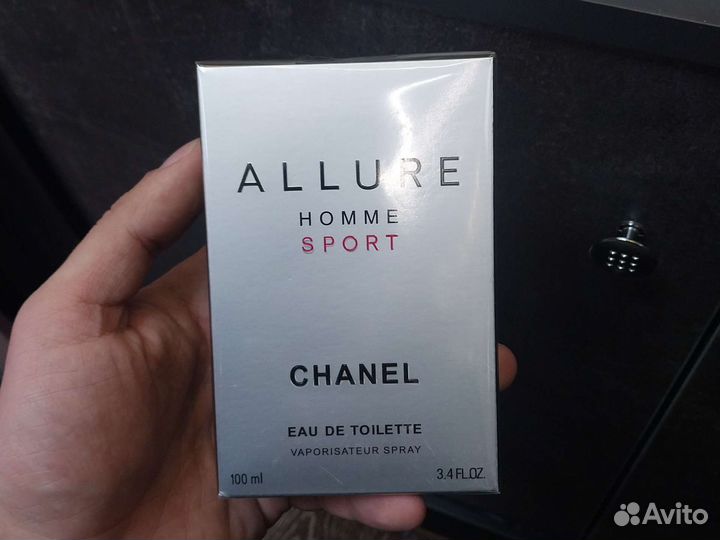 ALLURE
HOMME
SPORT
CHANEL
EAU DE TOILETTE
VAPORISATEUR SPRAY
100 ml 3.4 FL.OZ.
Avito